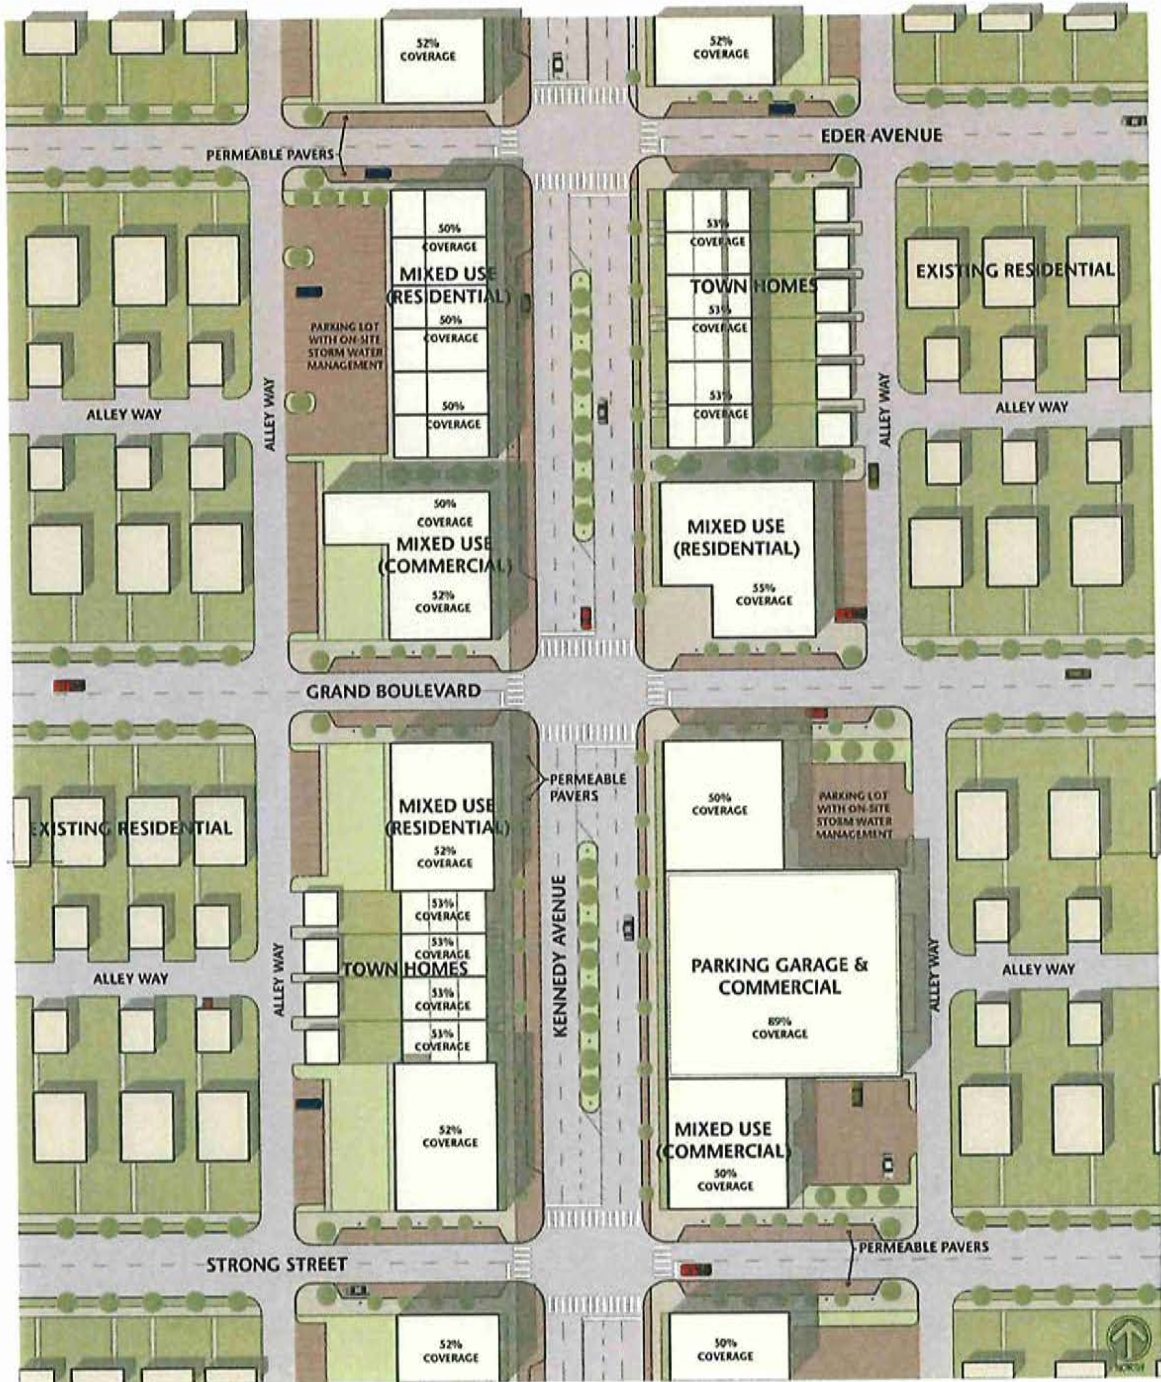 52%
COVERAGE
52%
COVERAGE
EDER AVENUE
PERMEABLE PAVERS
50%
COVERAGE
MIXED USE
(RESIDENTIAL)
50%
COVERAGE
50%
COVERAGE
PARKING LOT
WITH ON-SITE
STORM WATER
MANAGEMENT
53%
COVERAGE
TOWN HOMES
53%
COVERAGE
53%
COVERAGE
EXISTING RESIDENTIAL
ALLEY WAY
ALLEY WAY
ALLEY WAY
ALLEY WAY
50%
COVERAGE
MIXED USE
(COMMERCIAL)
52%
COVERAGE
MIXED USE
(RESIDENTIAL)
55%
COVERAGE
GRAND BOULEVARD
PERMEABLE
PAVERS
MIXED USE
(RESIDENTIAL)
52%
COVERAGE
EXISTING RESIDENTIAL
50%
COVERAGE
PARKING LOT
WITH ON-SITE
STORM WATER
MANAGEMENT
53%
COVERAGE
53%
COVERAGE
TOWN HOMES
53%
COVERAGE
53%
COVERAGE
KENNEDY AVENUE
ALLEY WAY
ALLEY WAY
PARKING GARAGE &
COMMERCIAL
89%
COVERAGE
ALLEY WAY
ALLEY WAY
52%
COVERAGE
MIXED USE
(COMMERCIAL)
50%
COVERAGE
STRONG STREET
PERMEABLE PAVERS
52%
COVERAGE
50%
COVERAGE
NORTH